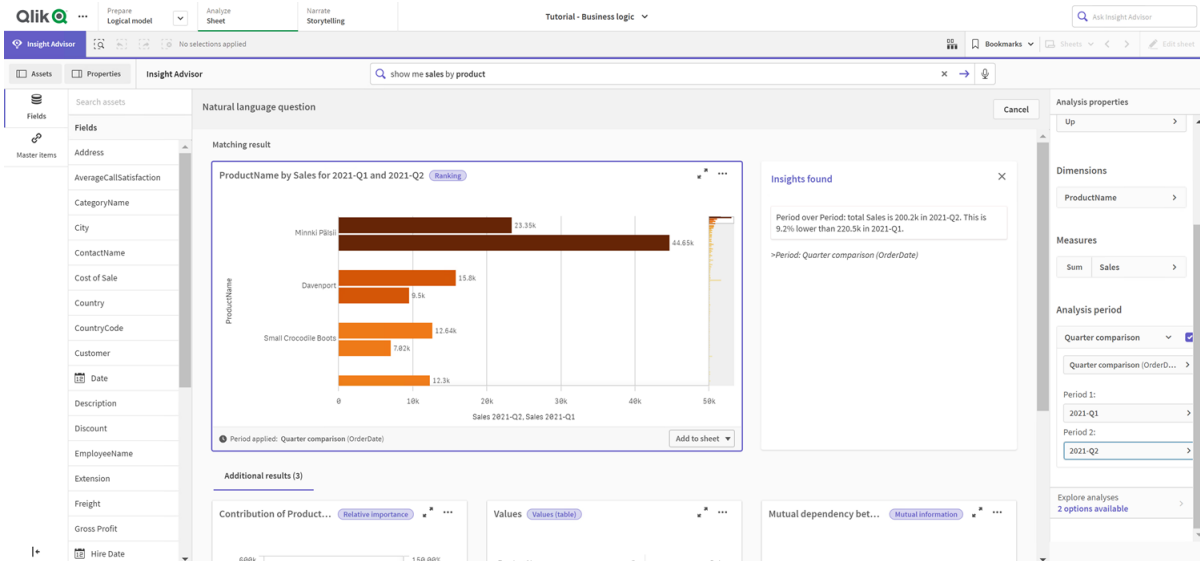 Qlik
Prepare
Logical model
Analyze
Sheet
Narrate
Storytelling
Tutorial - Business logic
Ask Insight Advisor
Insight Advisor
No selections applied
Bookmarks
Sheets
Edit sheet
Assets
Properties
Insight Advisor
show me sales by product
Fields
Master items
Search assets
Fields
Address
AverageCallSatisfaction
CategoryName
City
ContactName
Cost of Sale
Country
CountryCode
Customer
Date
Description
Discount
EmployeeName
Extension
Freight
Gross Profit
Hire Date
Natural language question
Cancel
Matching result
ProductName by Sales for 2021-Q1 and 2021-Q2
Ranking
ProductName
Minnki Pälsii
23.35k
44.65k
Davenport
15.8k
9.5k
Small Crocodile Boots
12.64k
7.02k
12.3k
0
10k
20k
30k
40k
50k
Sales 2021-Q2, Sales 2021-Q1
Period applied: Quarter comparison (OrderDate)
Add to sheet
Insights found
Period over Period: total Sales is 200.2k in 2021-Q2. This is
9.2% lower than 220.5k in 2021-Q1.
>Period: Quarter comparison (OrderDate)
Additional results (3)
Contribution of Product...
Relative importance
600k
150.00%
Values
Values (table)
Mutual dependency bet...
Mutual information
Analysis properties
Up
Dimensions
ProductName
Measures
Sum
Sales
Analysis period
Quarter comparison
Quarter comparison (OrderD...
Period 1:
2021-Q1
Period 2:
2021-Q2
Explore analyses
2 options available